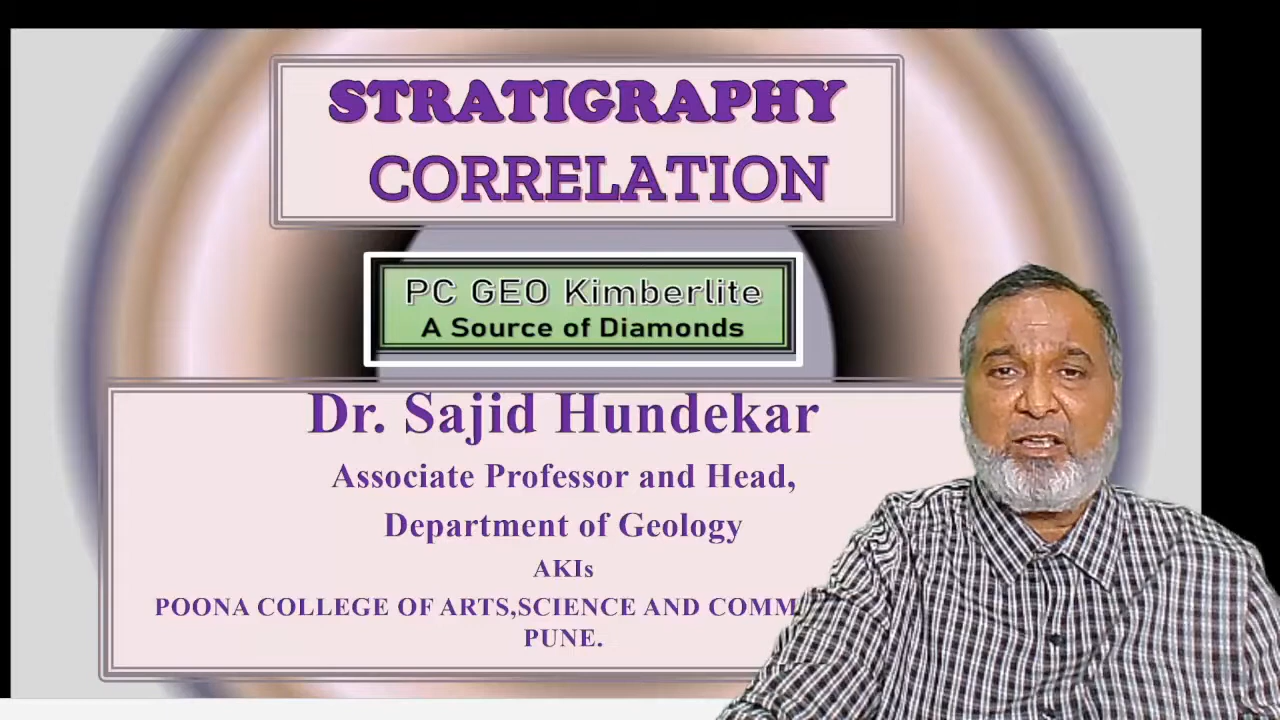 STRATIGRAPHY
CORRELATION
PC GEO Kimberlite
A Source of Diamonds
Dr. Sajid Hundekar
Associate Professor and Head,
Department of Geology
AKIs
POONA COLLEGE OF ARTS,SCIENCE AND
PUNE.